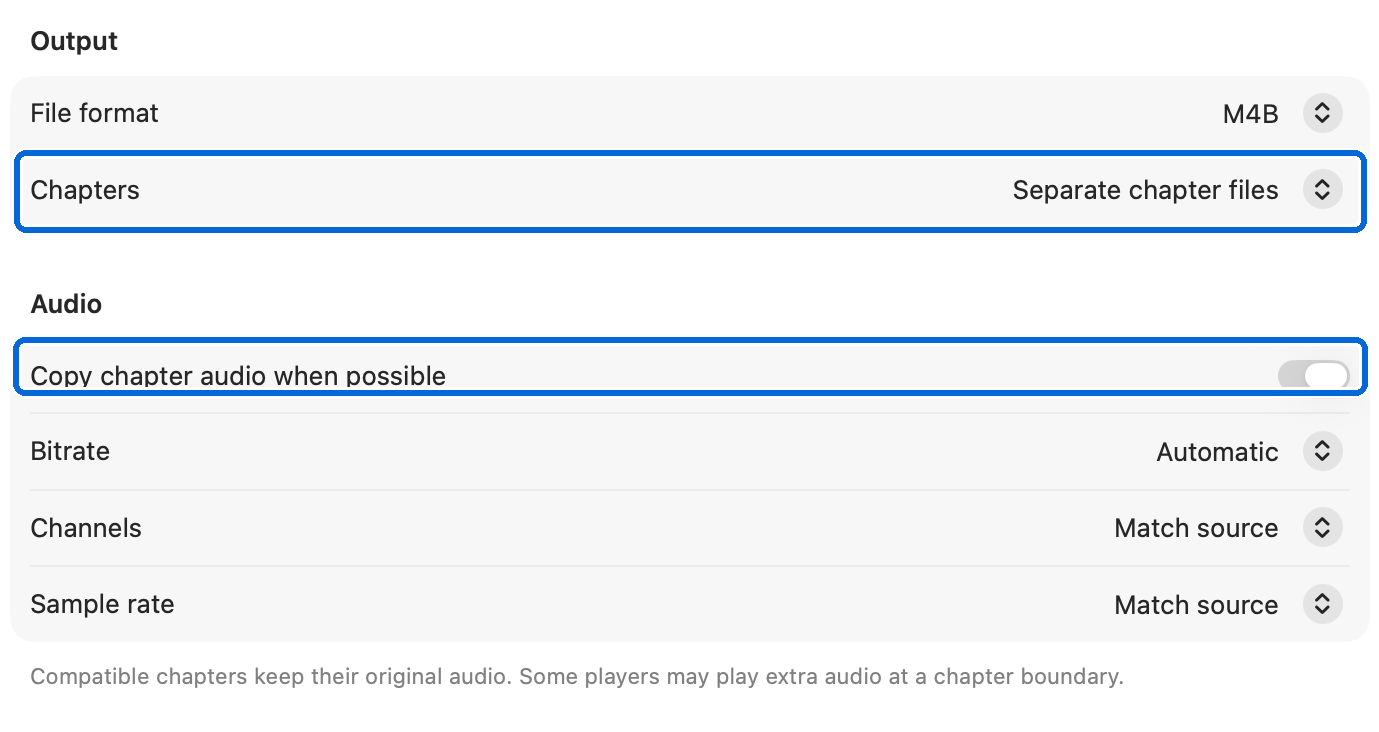 Output
File format M4B
Chapters Separate chapter files
Audio
Copy chapter audio when possible
Bitrate Automatic
Channels Match source
Sample rate Match source
Compatible chapters keep their original audio. Some players may play extra audio at a chapter boundary.